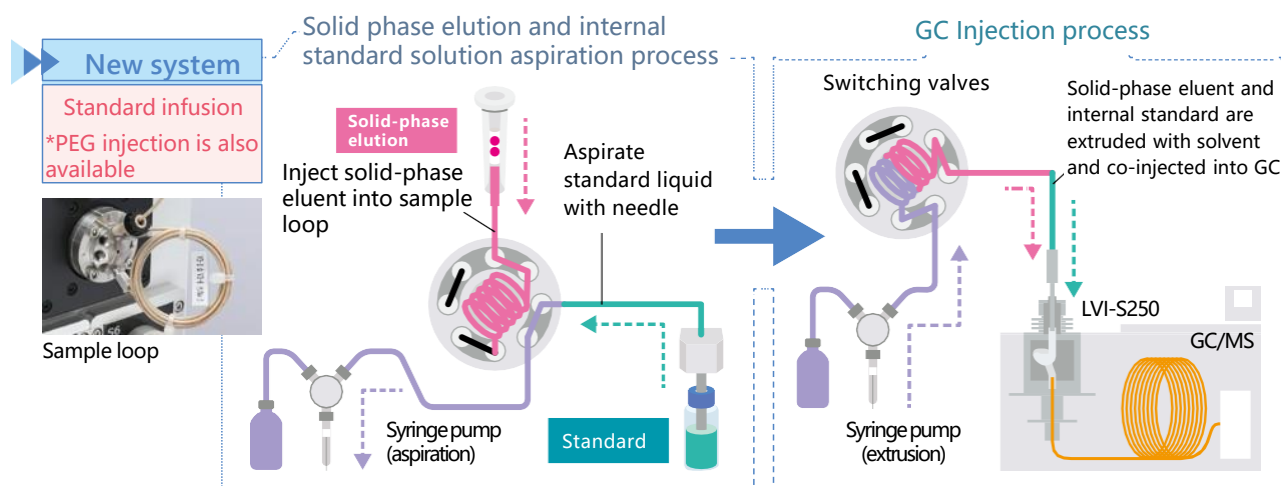 New system
Standard infusion
*PEG injection is also
available
Sample loop
Solid phase elution and internal
standard solution aspiration process
Solid-phase
elution
Inject solid-phase
eluent into sample
loop
Aspirate
standard liquid
with needle
Syringe pump
(aspiration)
Standard
GC Injection process
Switching valves
Solid-phase eluent and
internal standard are
extruded with solvent
and co-injected into GC
LVI-S250
GC/MS
Syringe pump
(extrusion)